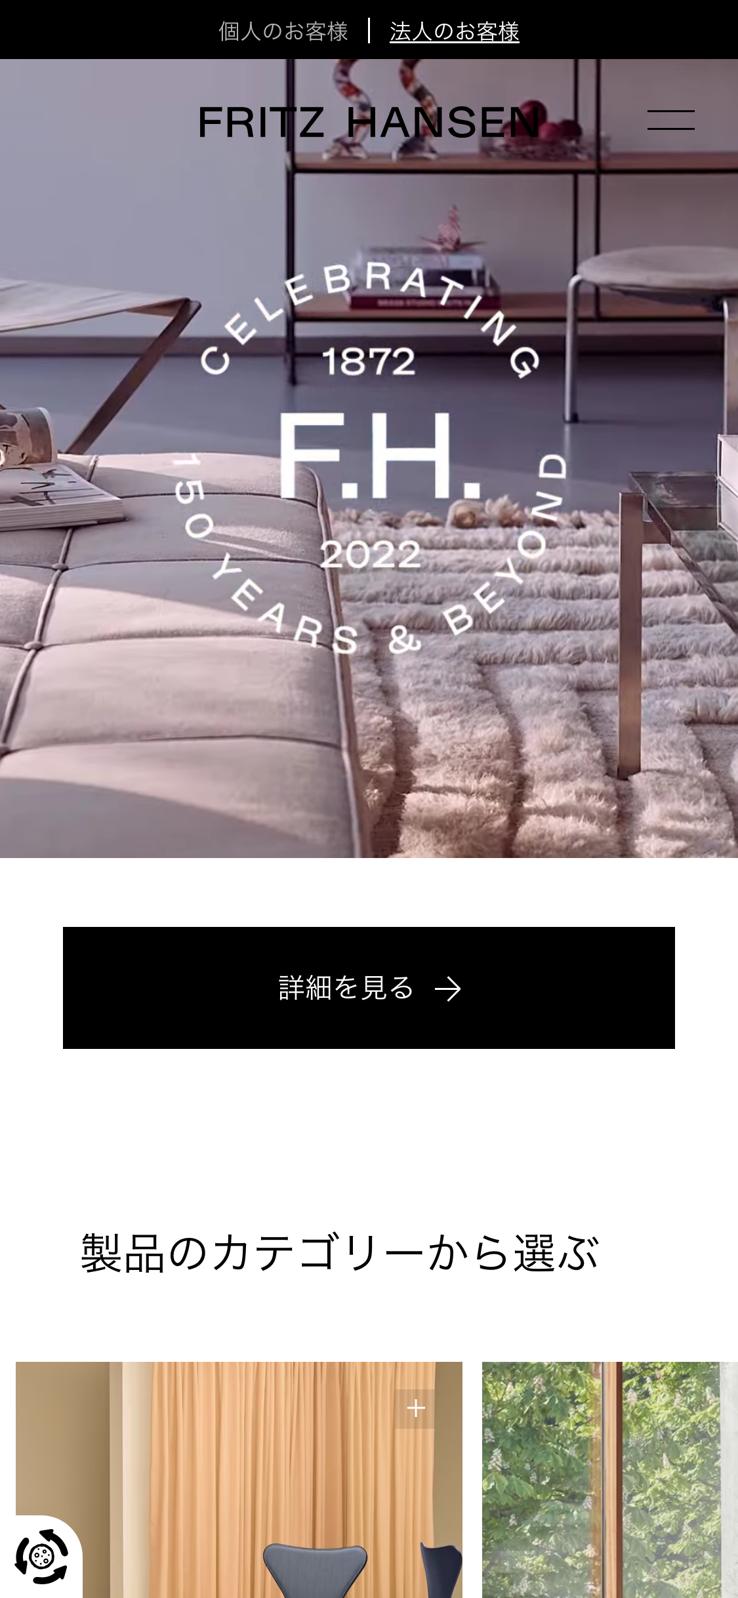 個人のお客様 | 法人のお客様
FRITZ HANSEN
CELEBRATING
1872
F.H.
2022
150 YEARS & BEYOND
詳細を見る →
製品のカテゴリーから選ぶ
+